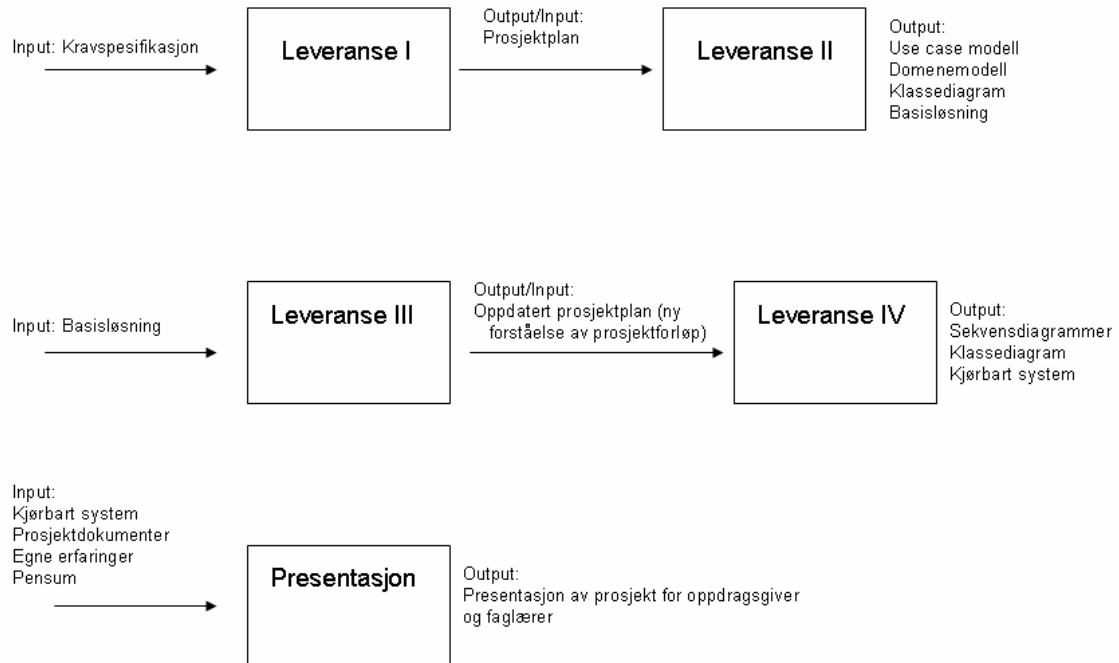 Input: Kravspesifikasjon
Leveranse I
Output/Input:
Prosjektplan
Leveranse II
Output:
Use case modell
Domenemodell
Klassediagram
Basisløsning
Input: Basisløsning
Leveranse III
Output/Input:
Oppdatert prosjektplan (ny
forståelse av prosjektforløp)
Leveranse IV
Output:
Sekvensdiagrammer
Klassediagram
Kjørbart system
Input:
Kjørbart system
Prosjektdokumenter
Egne erfaringer
Pensum
Presentasjon
Output:
Presentasjon av prosjekt for oppdragsgiver
og faglærer